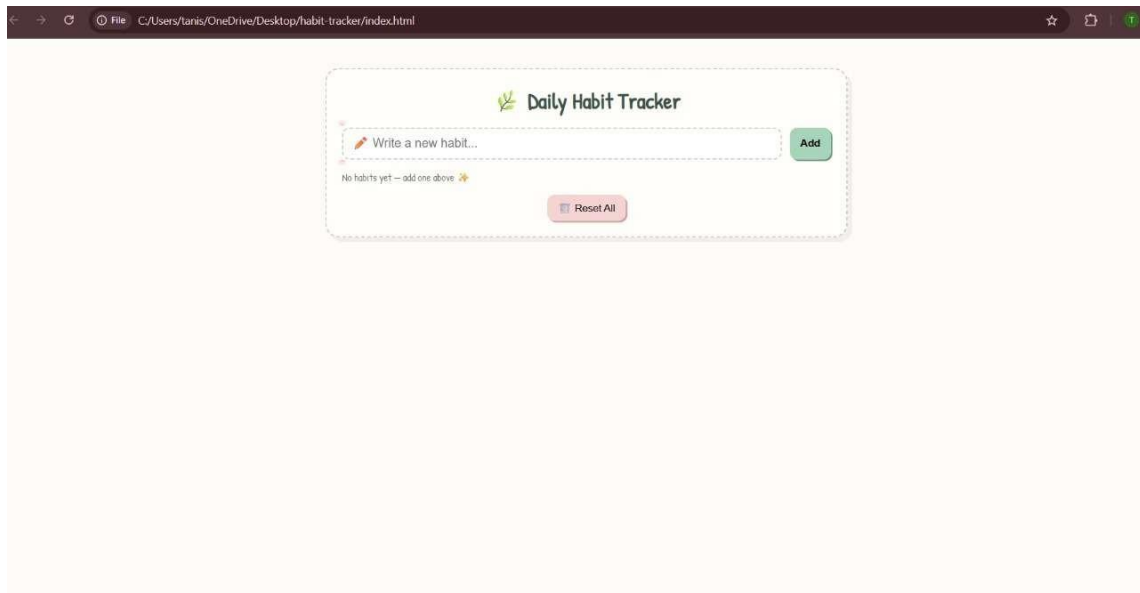 File C:/Users/tanis/OneDrive/Desktop/habit-tracker/index.html
T
🌿 Daily Habit Tracker
✏️ Write a new habit...
Add
No habits yet — add one above ✨
Reset All